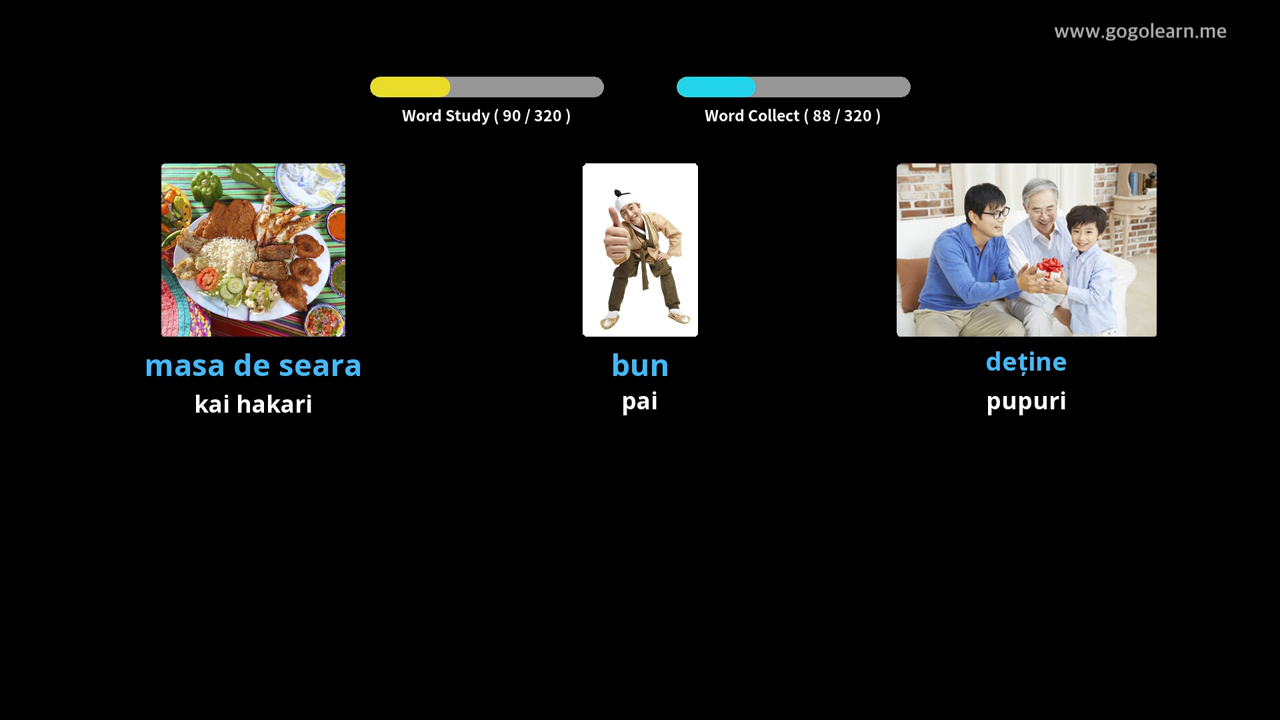 www.gogolearn.me
Word Study ( 90 / 320 )
Word Collect ( 88 / 320 )
masa de seara
kai hakari
bun
pai
deține
pupuri